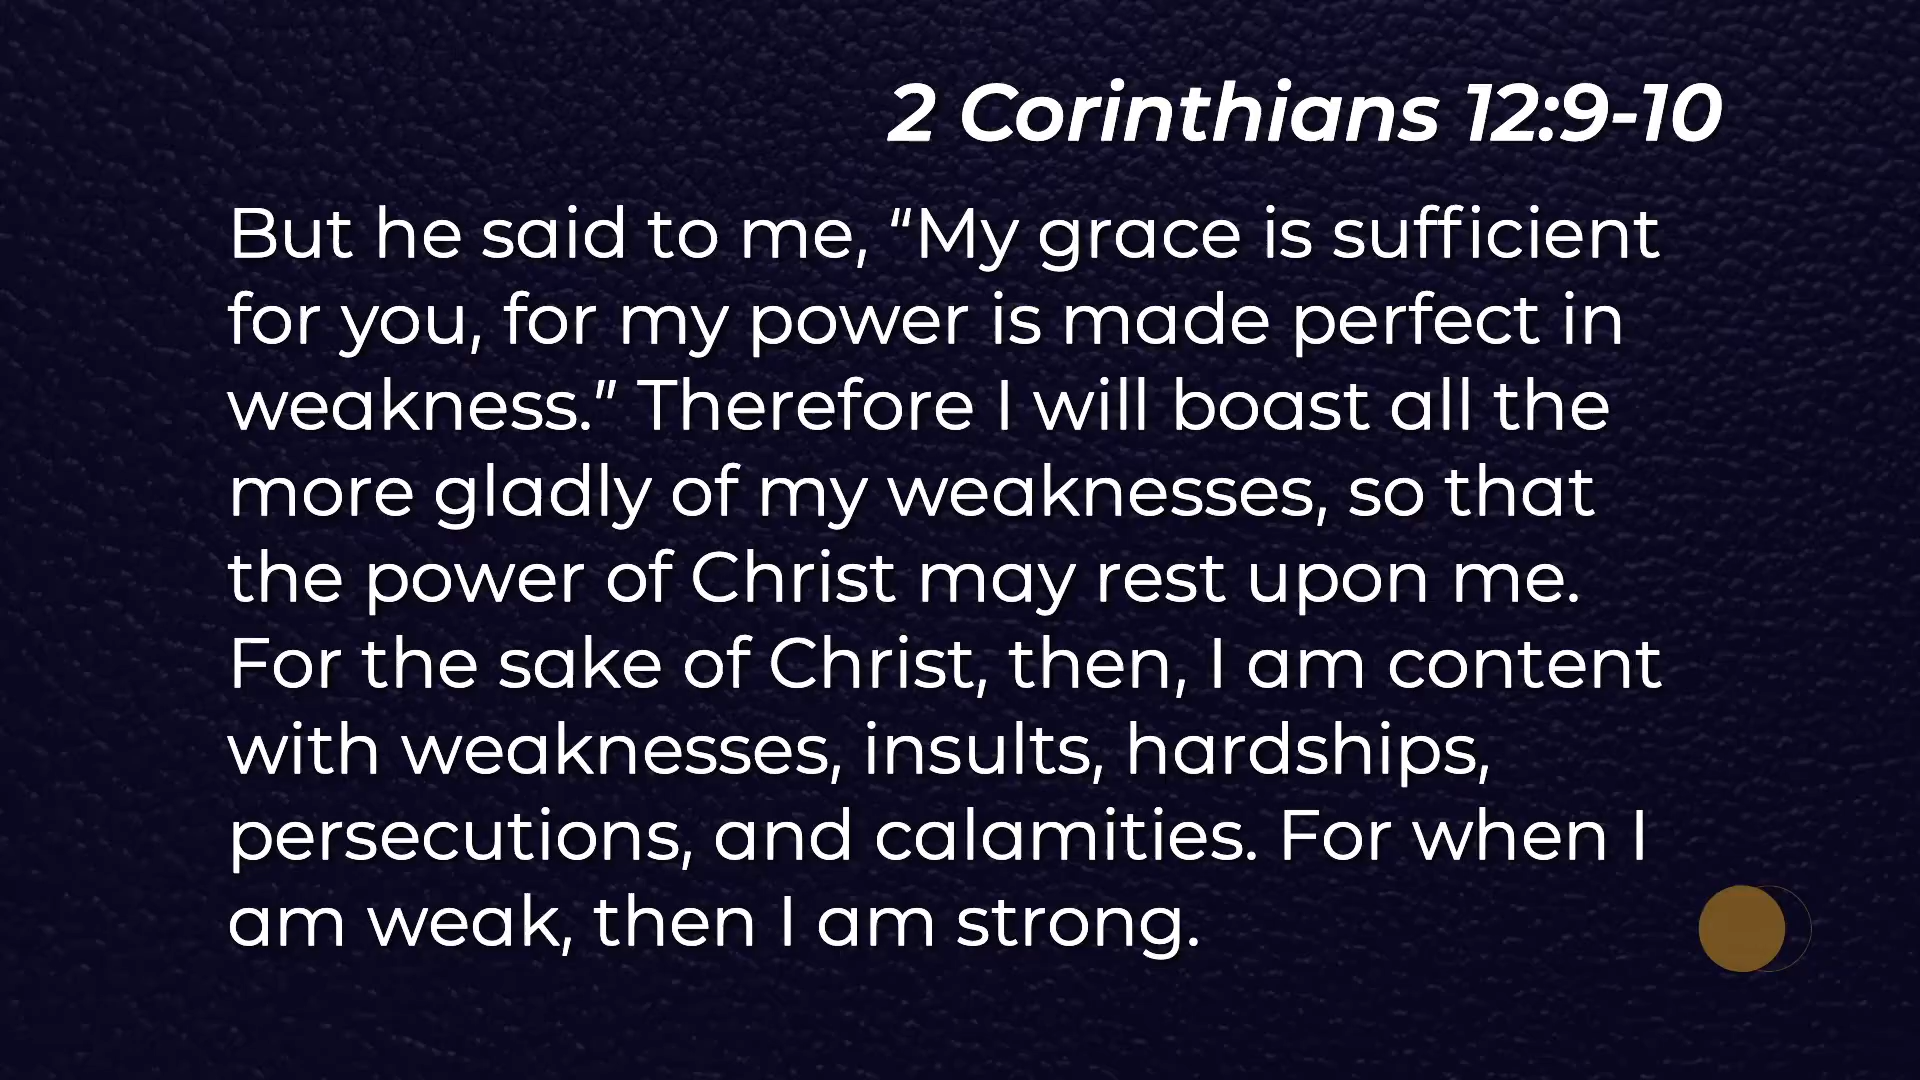 2 Corinthians 12:9-10
But he said to me, “My grace is sufficient
for you, for my power is made perfect in
weakness.” Therefore I will boast all the
more gladly of my weaknesses, so that
the power of Christ may rest upon me.
For the sake of Christ, then, I am content
with weaknesses, insults, hardships,
persecutions, and calamities. For when I
am weak, then I am strong.